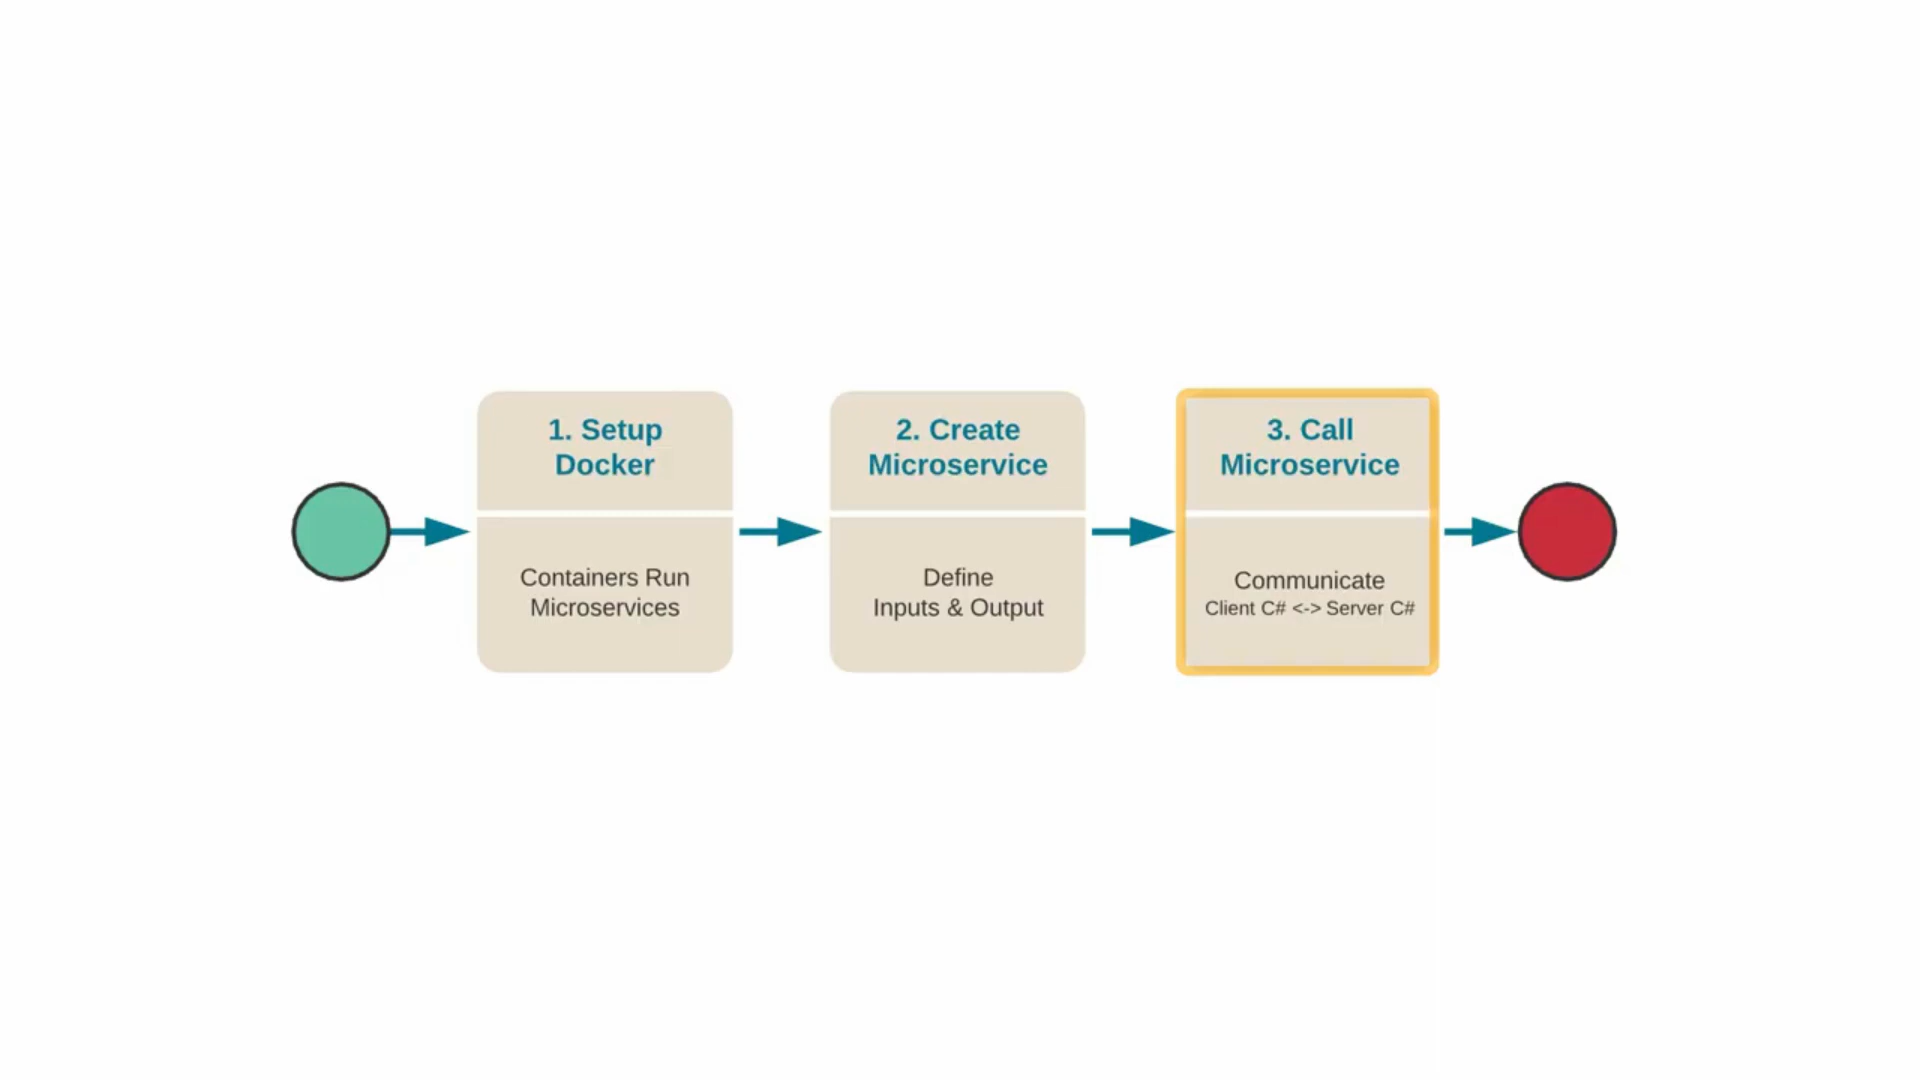 1. Setup
Docker
Containers Run
Microservices
2. Create
Microservice
Define
Inputs & Output
3. Call
Microservice
Communicate
Client C# <-> Server C#